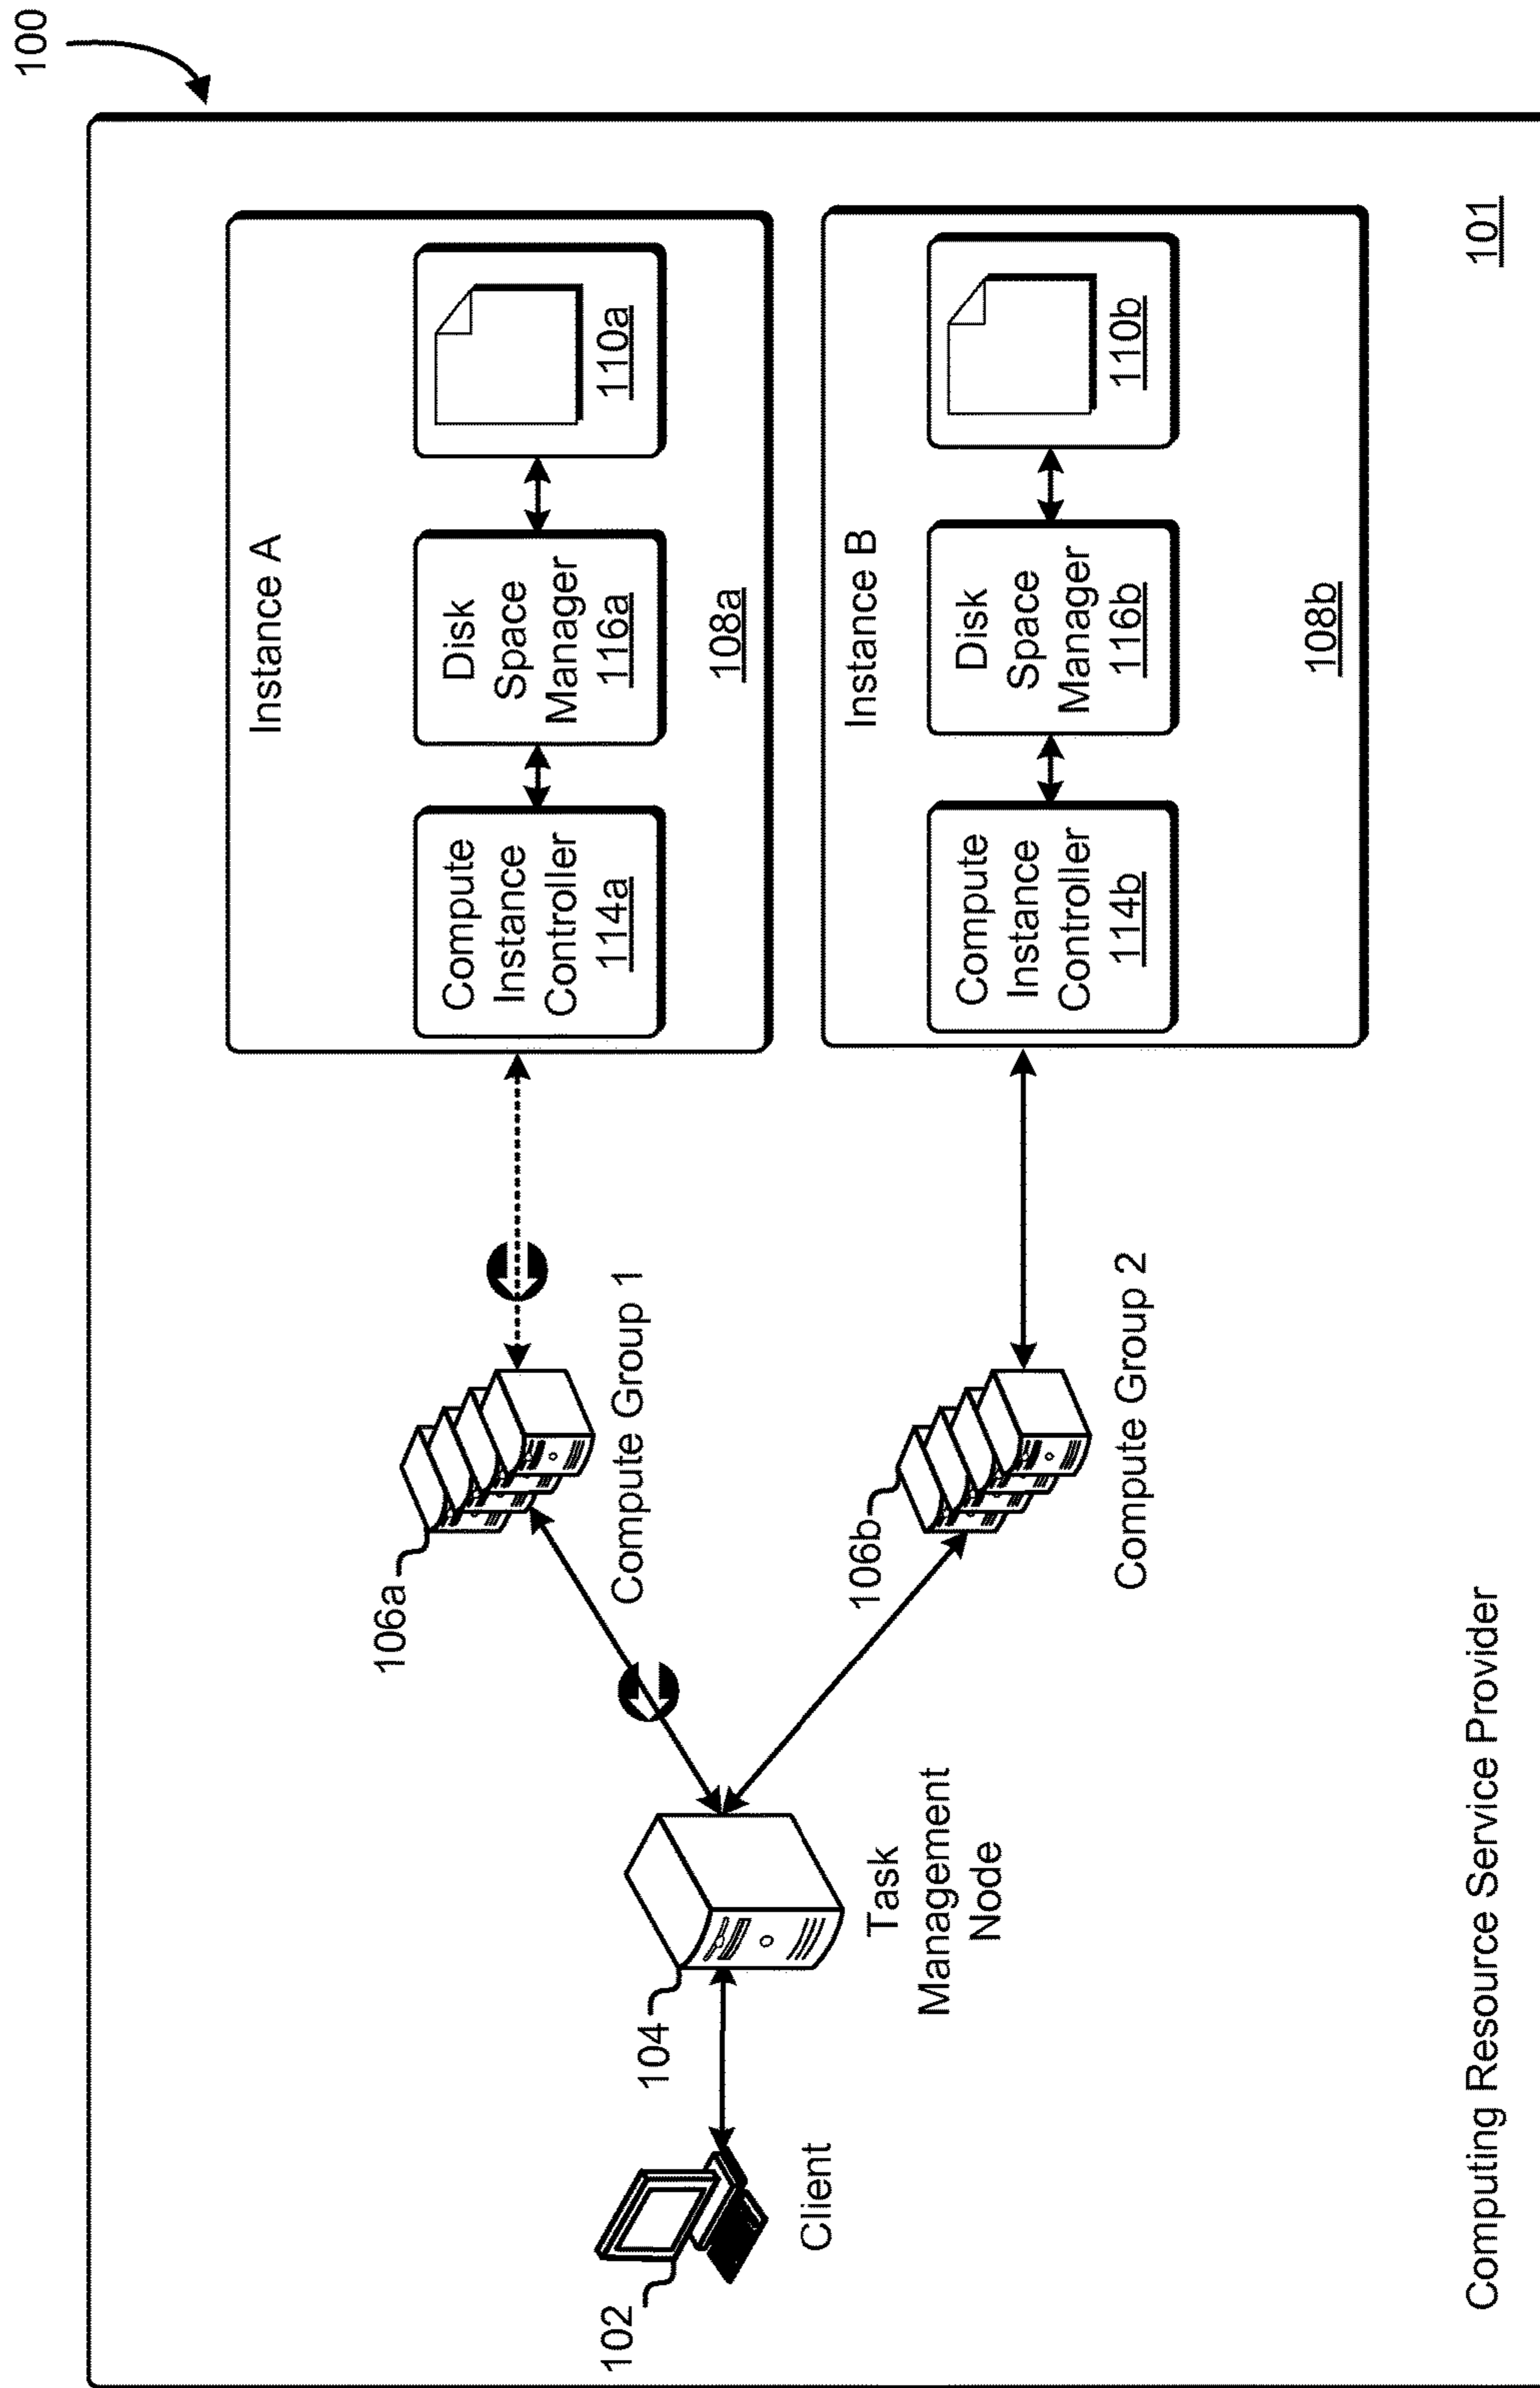 100
Instance A
Compute
Instance
Controller
114a
Disk
Space
Manager
116a
110a
108a
106a
Compute Group 1
104
Task
Management
Node
102
Client
Instance B
Compute
Instance
Controller
114b
Disk
Space
Manager
116b
110b
108b
106b
Compute Group 2
Computing Resource Service Provider
101